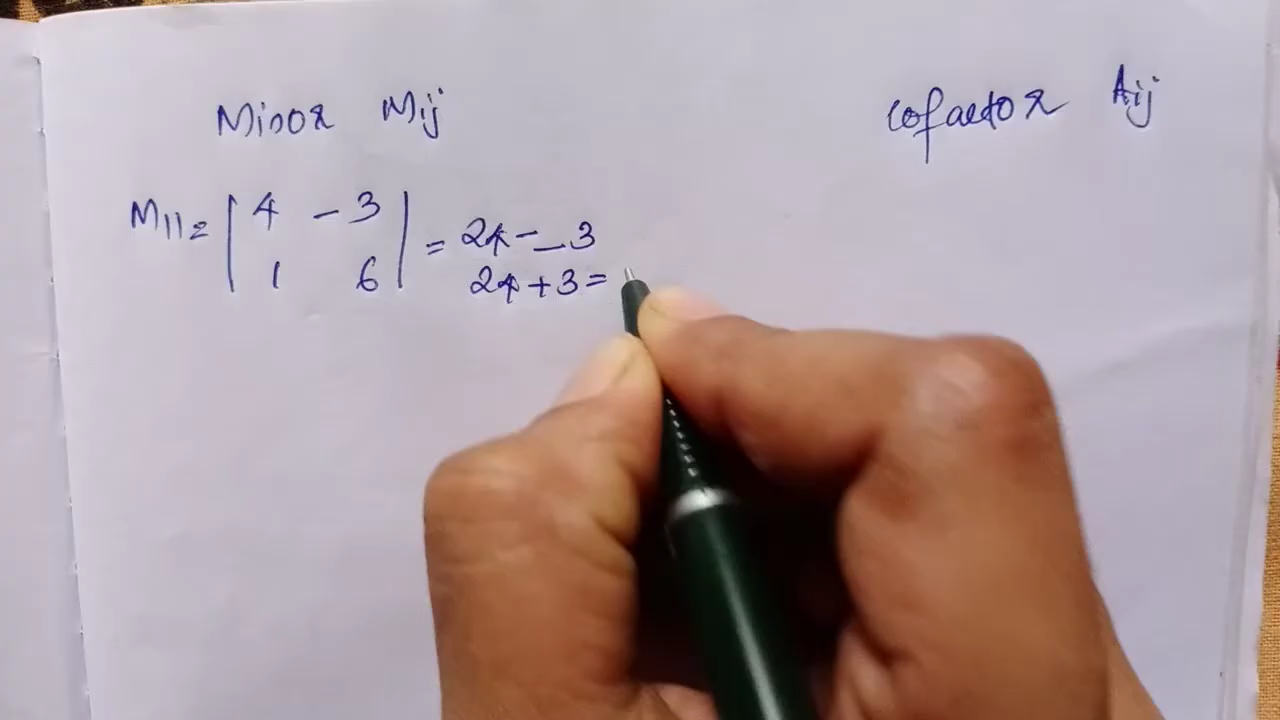 Minor Mij
cofactor Aij
M11 = | 4 -3 | = 24 - -3
| 1 6 | 24 + 3 =